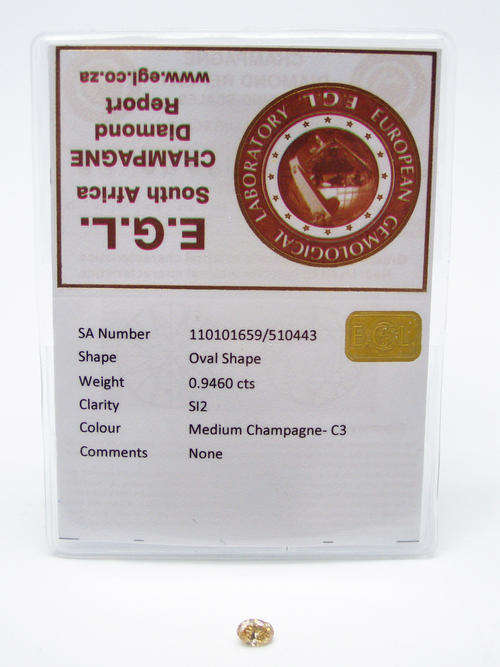 E.G.L.
South Africa
CHAMPAGNE
Diamond
Report
www.egl.co.za
EUROPEAN GEMOLOGICAL LABORATORY
E.G.L.
EGL
SA Number 110101659/510443
Shape Oval Shape
Weight 0.9460 cts
Clarity SI2
Colour Medium Champagne- C3
Comments None